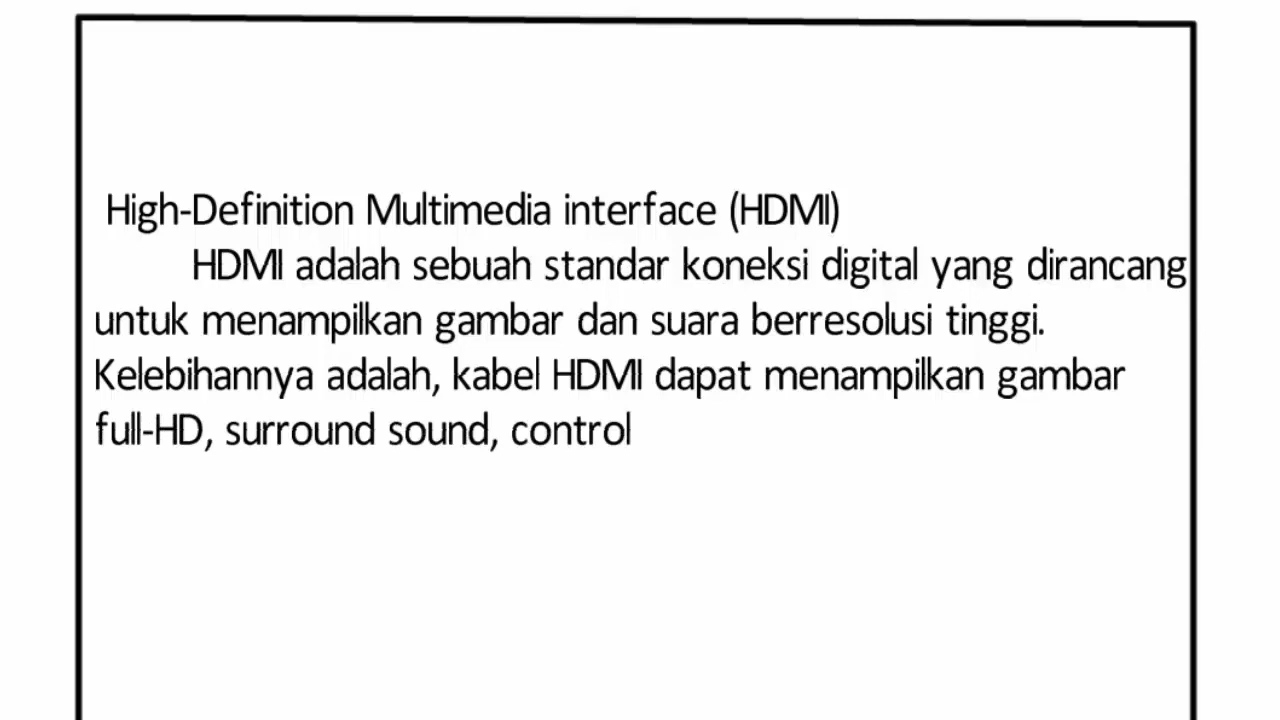 High-Definition Multimedia interface (HDMI)
HDMI adalah sebuah standar koneksi digital yang dirancang
untuk menampilkan gambar dan suara berresolusi tinggi.
Kelebihannya adalah, kabel HDMI dapat menampilkan gambar
full-HD, surround sound, control